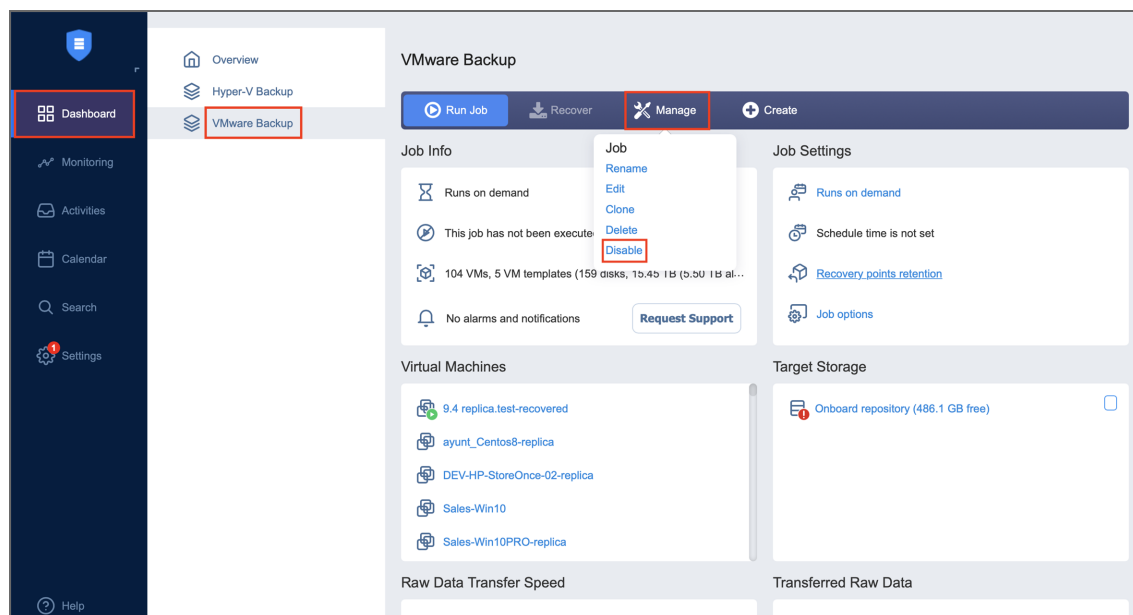 Dashboard
Monitoring
Activities
Calendar
Search
1
Settings
Help
Overview
Hyper-V Backup
VMware Backup
VMware Backup
Run Job
Recover
Manage
Create
Job Info
Runs on demand
This job has not been execute
104 VMs, 5 VM templates (159 disks, 15.45 TB (5.50 TB al...
No alarms and notifications
Request Support
Job
Rename
Edit
Clone
Delete
Disable
Job Settings
Runs on demand
Schedule time is not set
Recovery points retention
Job options
Virtual Machines
9.4 replica.test-recovered
ayunt_Centos8-replica
DEV-HP-StoreOnce-02-replica
Sales-Win10
Sales-Win10PRO-replica
Target Storage
Onboard repository (486.1 GB free)
Raw Data Transfer Speed
Transferred Raw Data